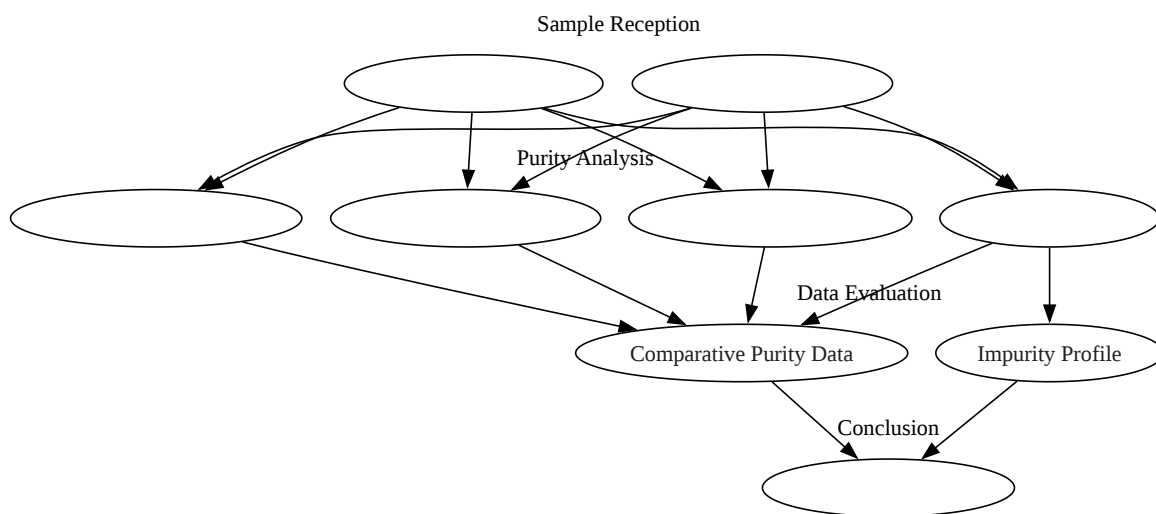 Sample Reception
Purity Analysis
Data Evaluation
Comparative Purity Data
Impurity Profile
Conclusion